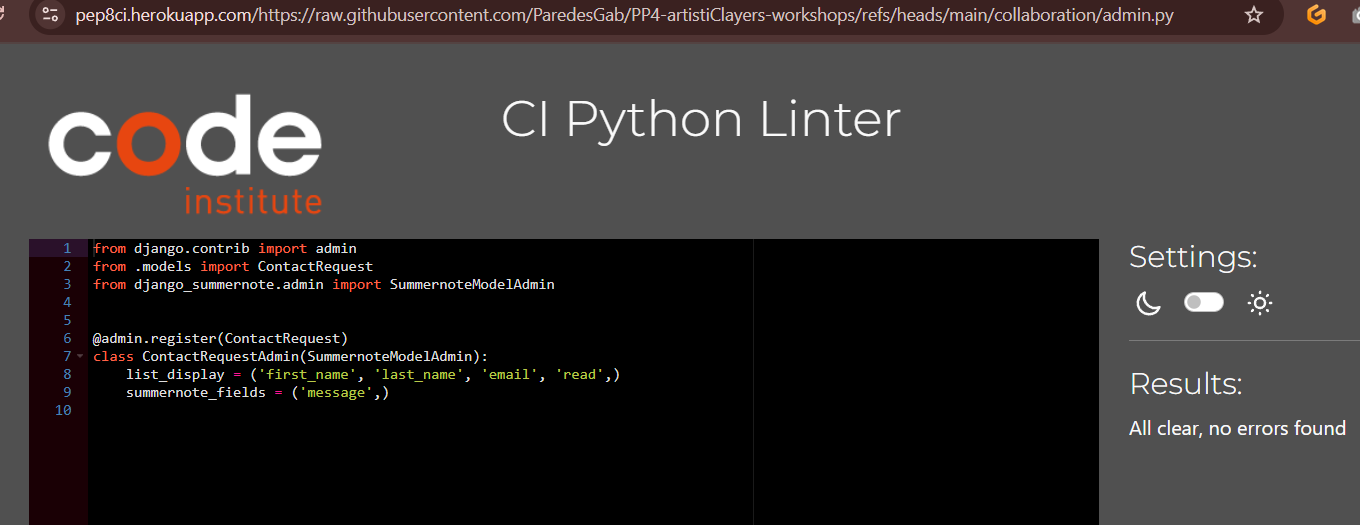 pep8ci.herokuapp.com/https://raw.githubusercontent.com/ParedesGab/PP4-artistiClayers-workshops/refs/heads/main/collaboration/admin.py
code
institute
CI Python Linter
1 from django.contrib import admin
2 from .models import ContactRequest
3 from django_summernote.admin import SummernoteModelAdmin
4
5
6 @admin.register(ContactRequest)
7 class ContactRequestAdmin(SummernoteModelAdmin):
8     list_display = ('first_name', 'last_name', 'email', 'read',)
9     summernote_fields = ('message',)
10
Settings:
Results:
All clear, no errors found